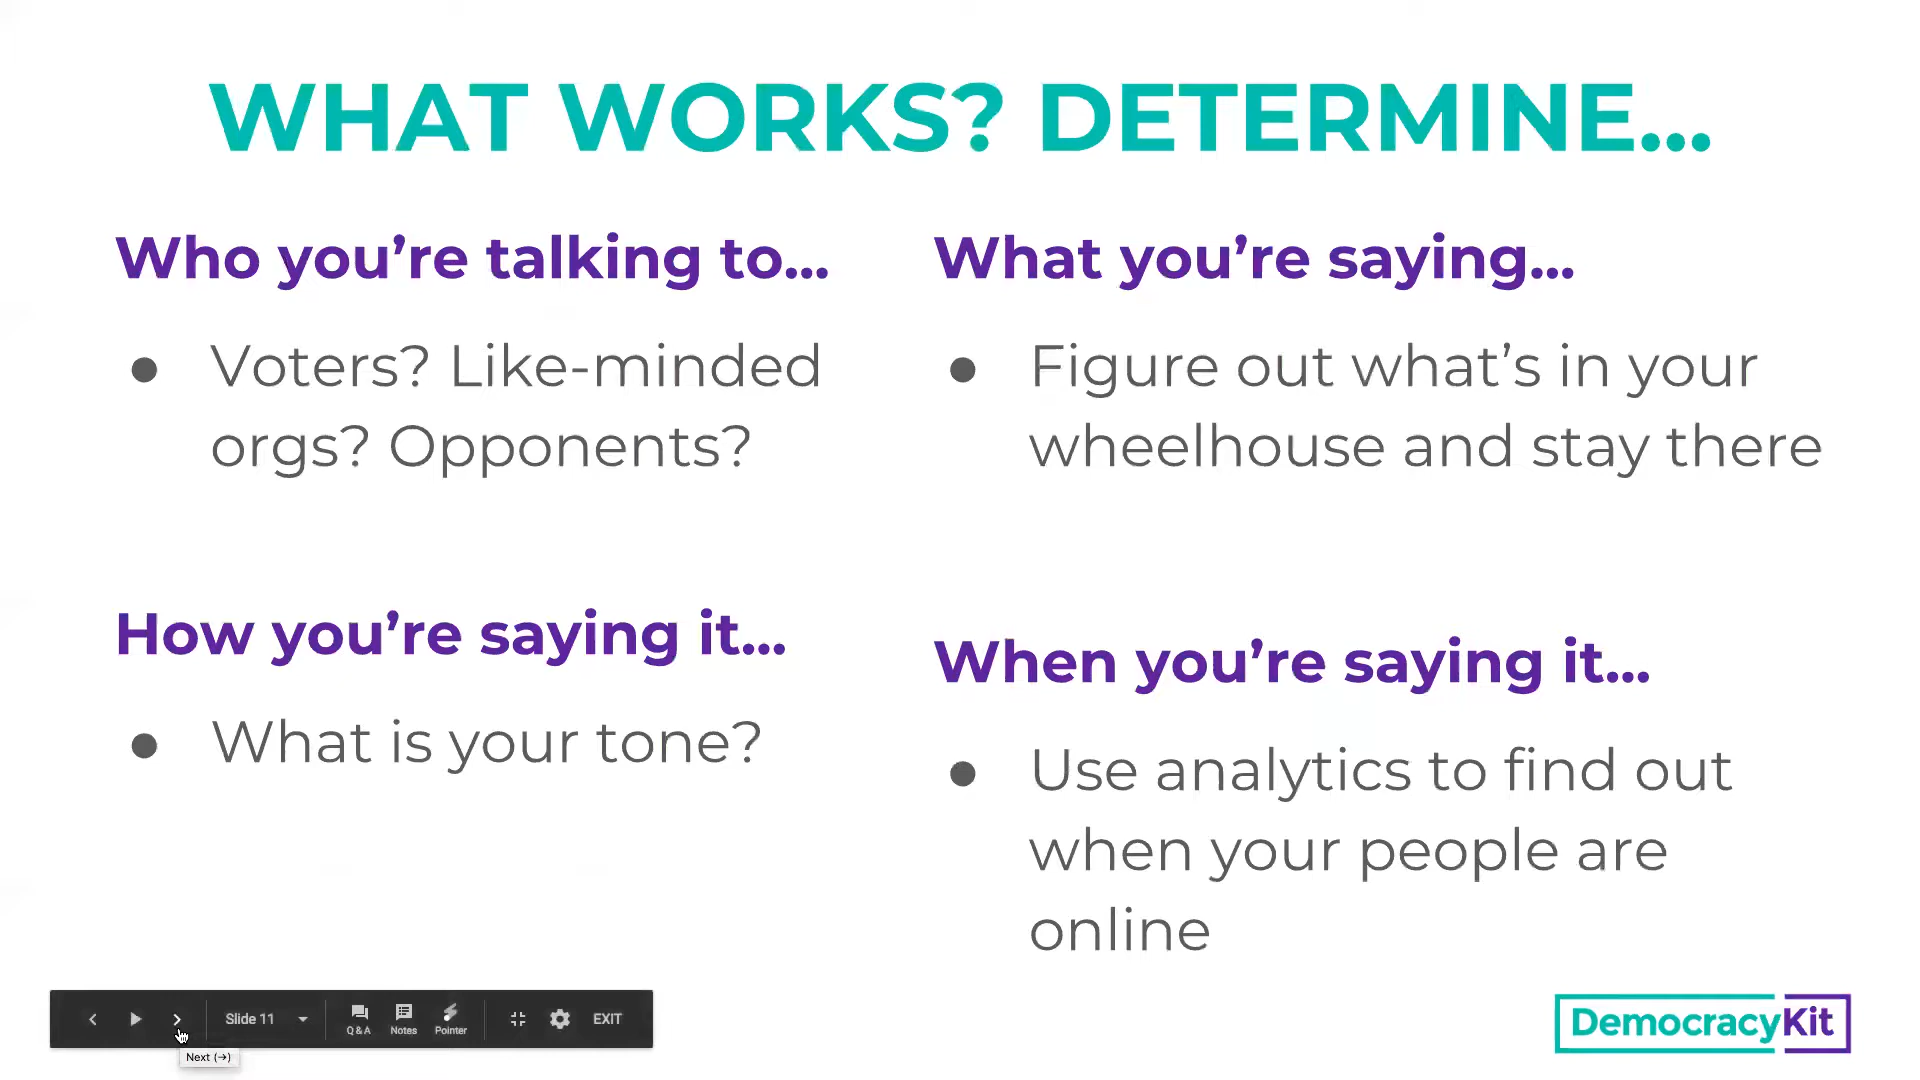 WHAT WORKS? DETERMINE...
Who you're talking to...
● Voters? Like-minded
orgs? Opponents?
What you're saying...
● Figure out what's in your
wheelhouse and stay there
How you're saying it...
● What is your tone?
When you're saying it...
● Use analytics to find out
when your people are
online
Slide 11
Q & A
Notes
Pointer
EXIT
Next (→)
DemocracyKit